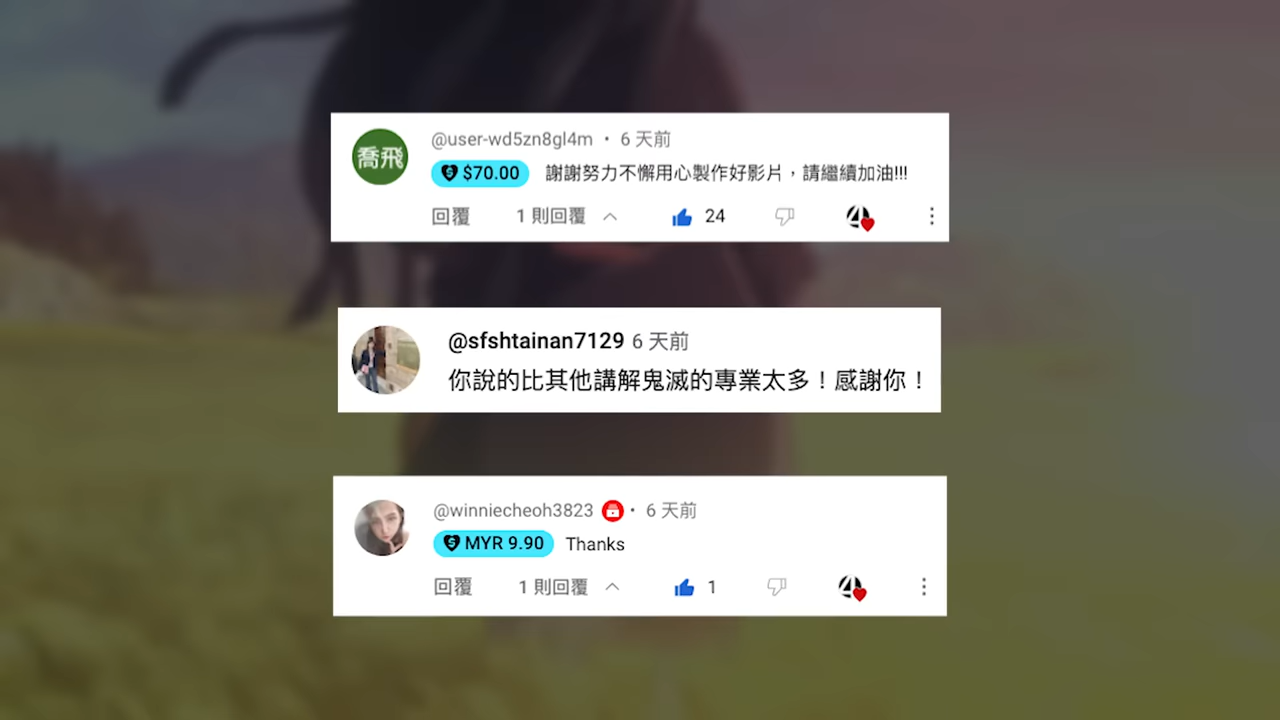 喬飛
@user-wd5zn8gl4m · 6 天前
$70.00 謝謝努力不懈用心製作好影片，請繼續加油!!!
回覆 1 則回覆 24
@sfshtainan7129 6 天前
你說的比其他講解鬼滅的專業太多！感謝你！
@winniecheoh3823 · 6 天前
MYR 9.90 Thanks
回覆 1 則回覆 1